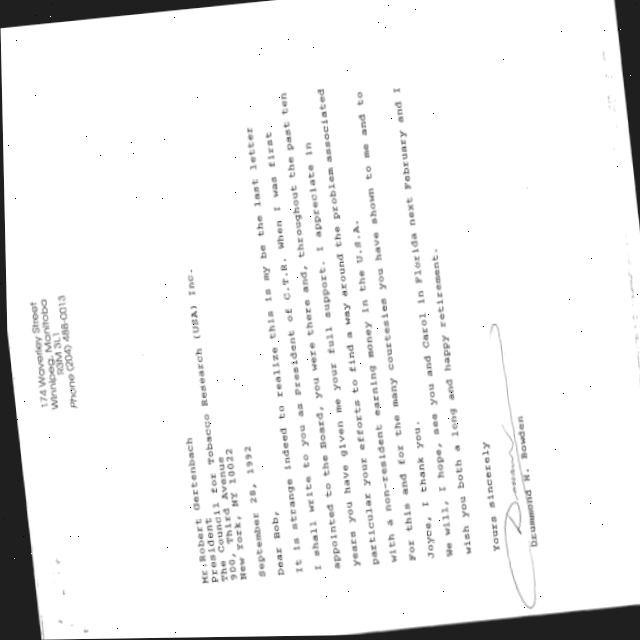 174 Waverley Street
Winnipeg, Manitoba
R3M 3L1
Phone (204) 488-0013
Mr. Robert Gertenbach
President
The Council for Tobacco Research (USA) Inc.
900, Third Avenue
New York, NY 10022
September 28, 1992
Dear Bob,
It is strange indeed to realize this is my be the last letter
I shall write to you as President of C.T.R. When I was first
appointed to the Board, you were there and, throughout the past ten
years you have given me your full support. I appreciate in
particular your efforts to find a way around the problem associated
with a non-resident earning money in the U.S.A.
For this and for the many courtesies you have shown to me and to
Joyce, I thank you.
We will, I hope, see you and Carol in Florida next February and I
wish you both a long and happy retirement.
Yours sincerely
Drummond H. Bowden